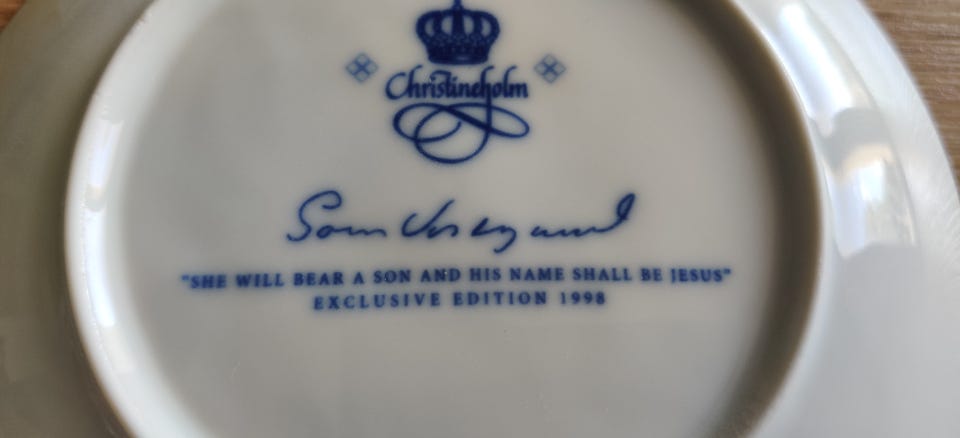 Christineholm
"SHE WILL BEAR A SON AND HIS NAME SHALL BE JESUS"
EXCLUSIVE EDITION 1998